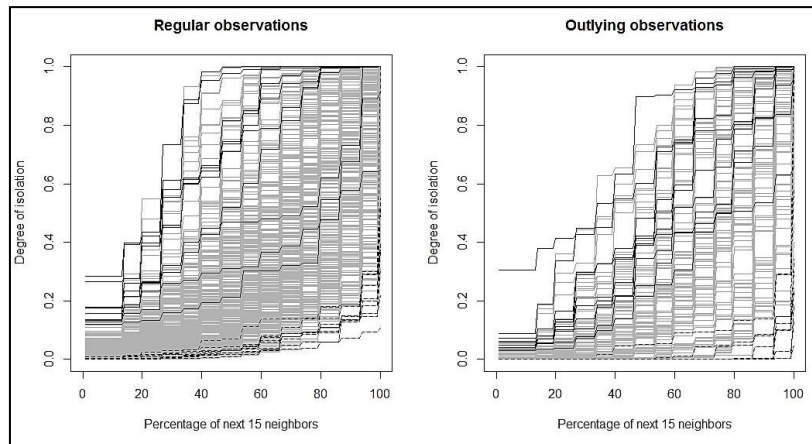 Regular observations
Degree of isolation
1.0
0.8
0.6
0.4
0.2
0.0
0 20 40 60 80 100
Percentage of next 15 neighbors
Outlying observations
Degree of isolation
1.0
0.8
0.6
0.4
0.2
0.0
0 20 40 60 80 100
Percentage of next 15 neighbors